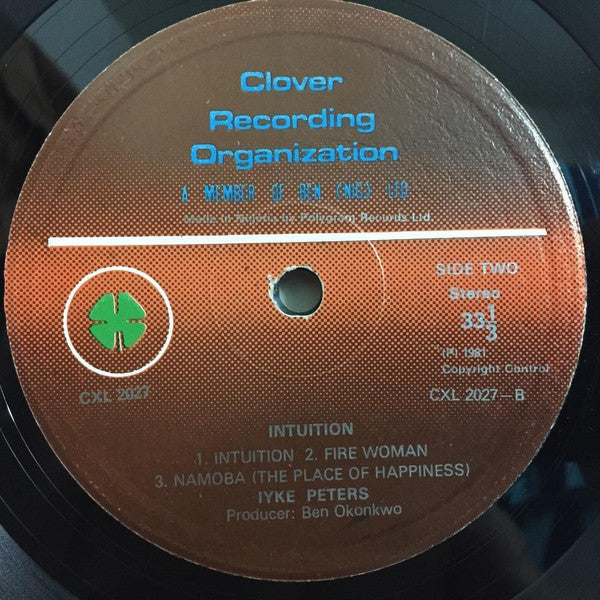 Clover
Recording
Organization
A MEMBER OF BEN (NIG) LTD
Made in Nigeria by Polygram Records Ltd.
SIDE TWO
Stereo
33 1/3
(P) 1981
Copyright Control
CXL 2027
CXL 2027-B
INTUITION
1. INTUITION 2. FIRE WOMAN
3. NAMOBA (THE PLACE OF HAPPINESS)
IYKE PETERS
Producer: Ben Okonkwo